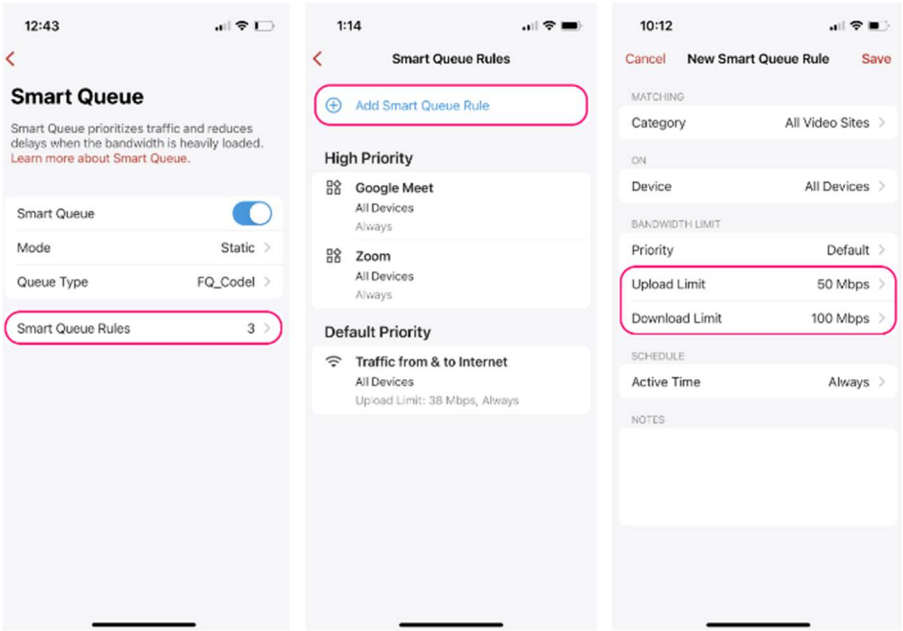 12:43
Smart Queue
Smart Queue prioritizes traffic and reduces
delays when the bandwidth is heavily loaded.
Learn more about Smart Queue.
Smart Queue
Mode Static
Queue Type FQ_Codel
Smart Queue Rules 3
1:14
Smart Queue Rules
Add Smart Queue Rule
High Priority
Google Meet
All Devices
Always
Zoom
All Devices
Always
Default Priority
Traffic from & to Internet
All Devices
Upload Limit: 38 Mbps, Always
10:12
Cancel New Smart Queue Rule Save
MATCHING
Category All Video Sites
ON
Device All Devices
BANDWIDTH LIMIT
Priority Default
Upload Limit 50 Mbps
Download Limit 100 Mbps
SCHEDULE
Active Time Always
NOTES